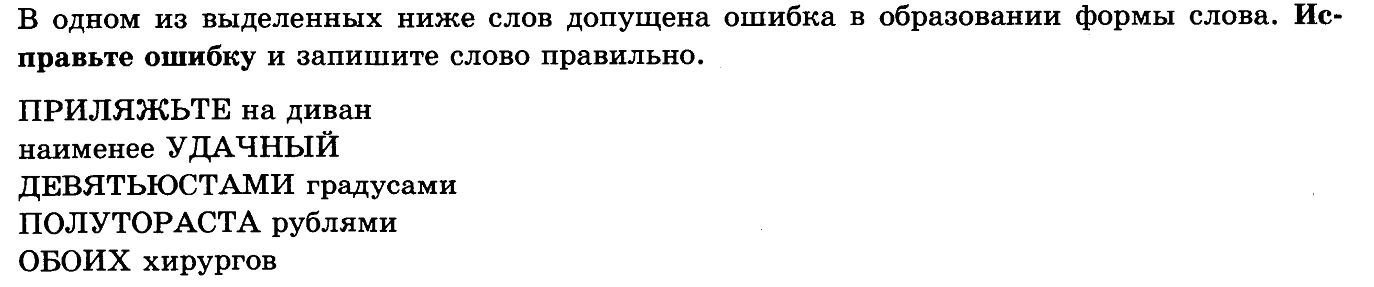 В одном из выделенных ниже слов допущена ошибка в образовании формы слова. Ис-
правьте ошибку и запишите слово правильно.
ПРИЛЯЖЬТЕ на диван
наименее УДАЧНЫЙ
ДЕВЯТЬЮСТАМИ градусами
ПОЛУТОРАСТА рублями
ОБОИХ хирургов